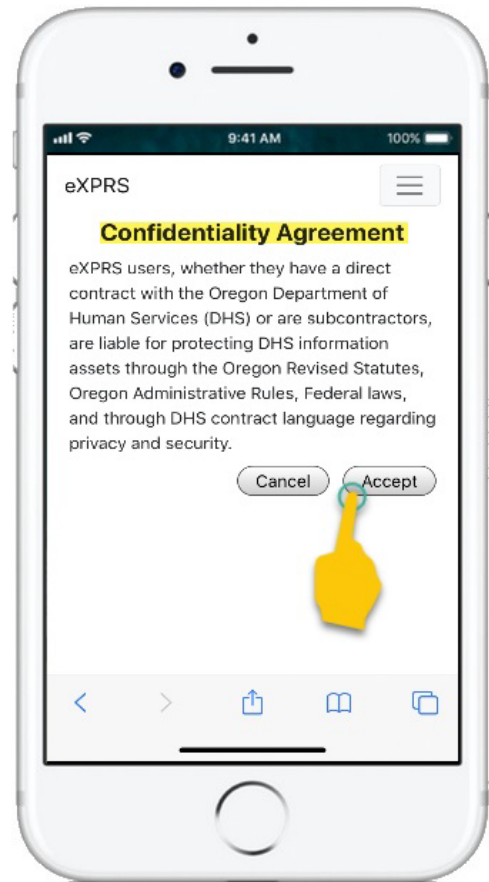 9:41 AM
100%
eXPRS
Confidentiality Agreement
eXPRS users, whether they have a direct
contract with the Oregon Department of
Human Services (DHS) or are subcontractors,
are liable for protecting DHS information
assets through the Oregon Revised Statutes,
Oregon Administrative Rules, Federal laws,
and through DHS contract language regarding
privacy and security.
Cancel
Accept